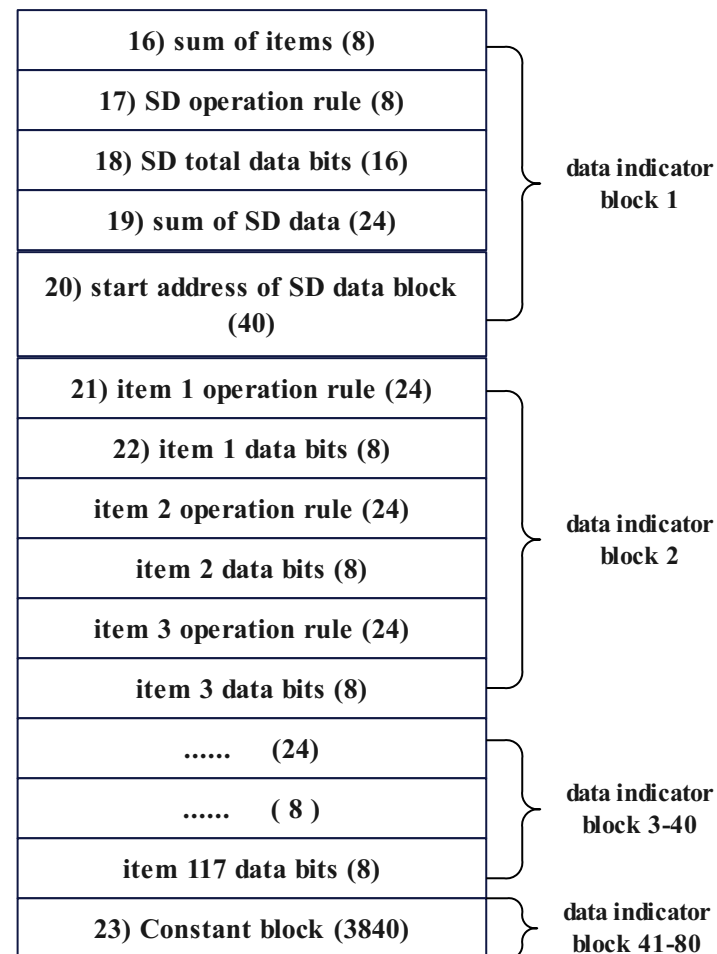 16) sum of items (8)
17) SD operation rule (8)
18) SD total data bits (16)
19) sum of SD data (24)
20) start address of SD data block
(40)
data indicator
block 1
21) item 1 operation rule (24)
22) item 1 data bits (8)
item 2 operation rule (24)
item 2 data bits (8)
item 3 operation rule (24)
item 3 data bits (8)
data indicator
block 2
...... (24)
...... ( 8 )
item 117 data bits (8)
data indicator
block 3-40
23) Constant block (3840)
data indicator
block 41-80